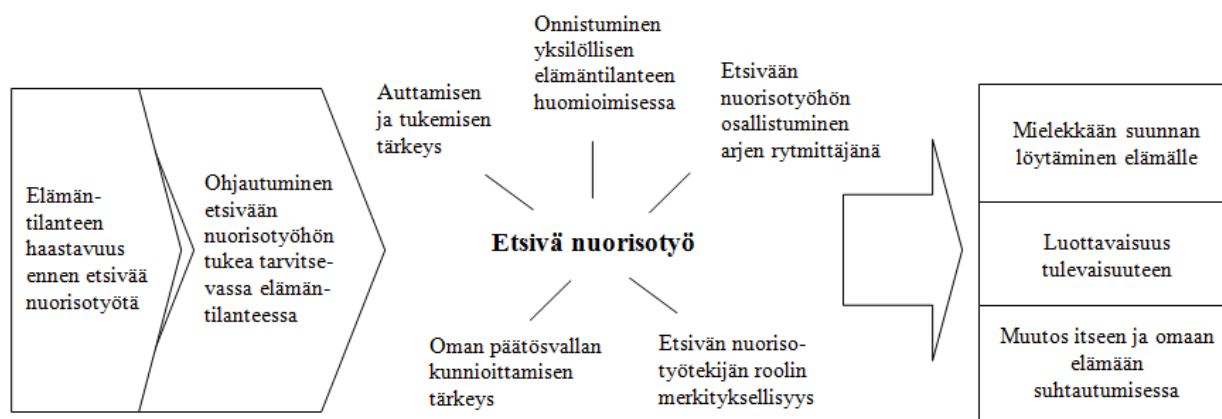 Elämän-
tilanteen
haastavuus
ennen etsivää
nuorisotyötä
Ohjautuminen
etsivään
nuorisotyöhön
tukea tarvitse-
vassa elämän-
tilanteessa
Auttamisen
ja tukemisen
tärkeys
Onnistuminen
yksilöllisen
elämäntilanteen
huomioimisessa
Etsivään
nuorisotyöhön
osallistuminen
arjen rytmittäjänä
Etsivä nuorisotyö
Oman päätösvallan
kunnioittamisen
tärkeys
Etsivän nuoriso-
työtekijän roolin
merkityksellisyys
Mielekkään suunnan
löytäminen elämälle
Luottavaisuus
tulevaisuuteen
Muutos itseen ja omaan
elämään
suhtautumisessa